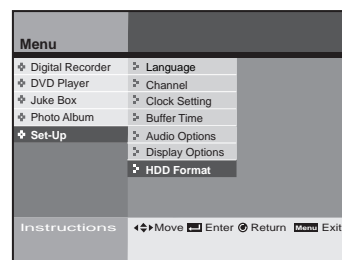 Menu
Digital Recorder
DVD Player
Juke Box
Photo Album
Set-Up
Language
Channel
Clock Setting
Buffer Time
Audio Options
Display Options
HDD Format
Instructions
Move Enter Return Menu Exit